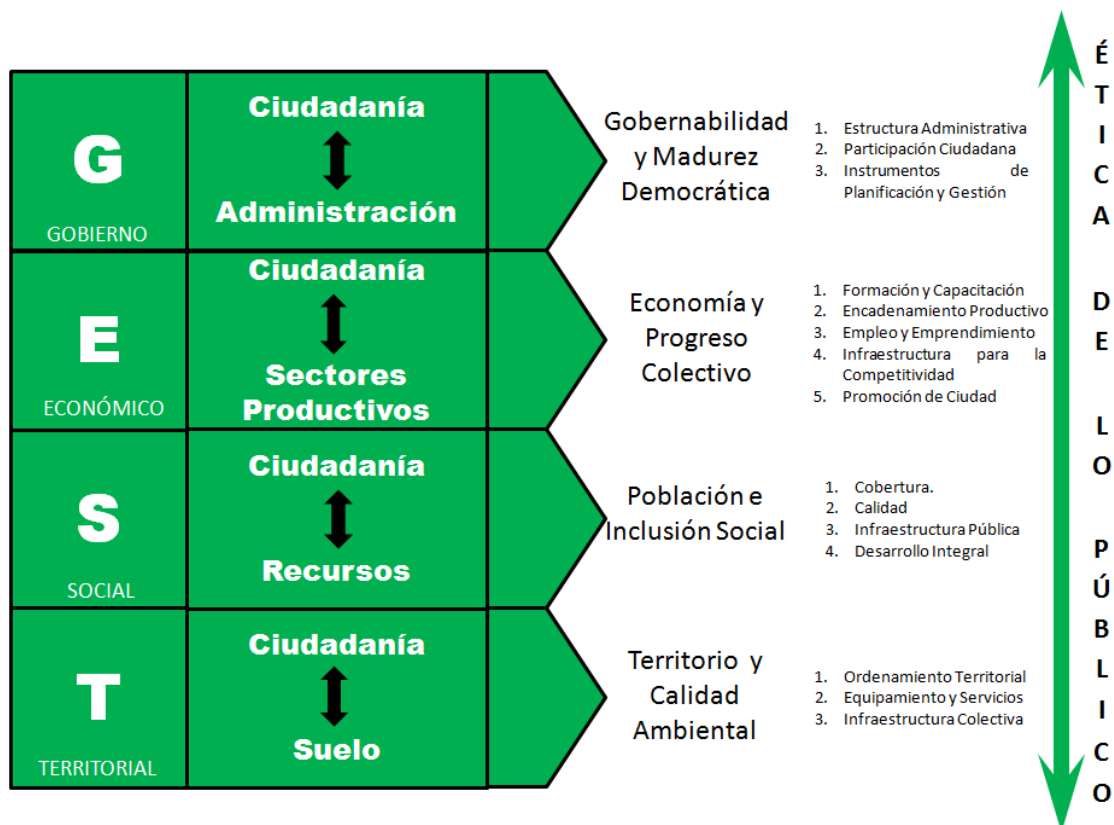 G
GOBIERNO
Ciudadanía
Administración
Gobernabilidad
y Madurez
Democrática
1. Estructura Administrativa
2. Participación Ciudadana
3. Instrumentos de
Planificación y Gestión
E
ECONÓMICO
Ciudadanía
Sectores
Productivos
Economía y
Progreso
Colectivo
1. Formación y Capacitación
2. Encadenamiento Productivo
3. Empleo y Emprendimiento
4. Infraestructura para la
Competitividad
5. Promoción de Ciudad
S
SOCIAL
Ciudadanía
Recursos
Población e
Inclusión Social
1. Cobertura.
2. Calidad
3. Infraestructura Pública
4. Desarrollo Integral
T
TERRITORIAL
Ciudadanía
Suelo
Territorio y
Calidad
Ambiental
1. Ordenamiento Territorial
2. Equipamiento y Servicios
3. Infraestructura Colectiva
ÉTICA DE LO PÚBLICO